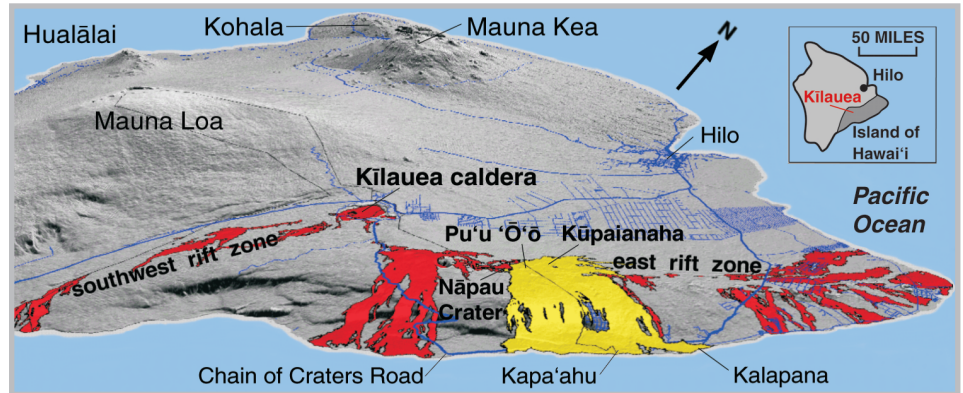 Hualālai
Kohala
Mauna Kea
N
50 MILES
Hilo
Kīlauea
Island of
Hawai‘i
Mauna Loa
Hilo
Kīlauea caldera
Pacific
Ocean
Pu‘u ‘Ō‘ō
Kūpaianaha
southwest rift zone
east rift zone
Nāpau
Crater
Chain of Craters Road
Kapa‘ahu
Kalapana